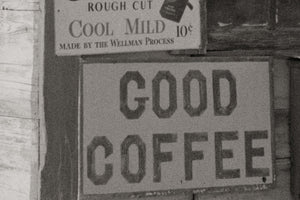 ROUGH CUT
COOL MILD 10¢
MADE BY THE WELLMAN PROCESS
GOOD
COFFEE